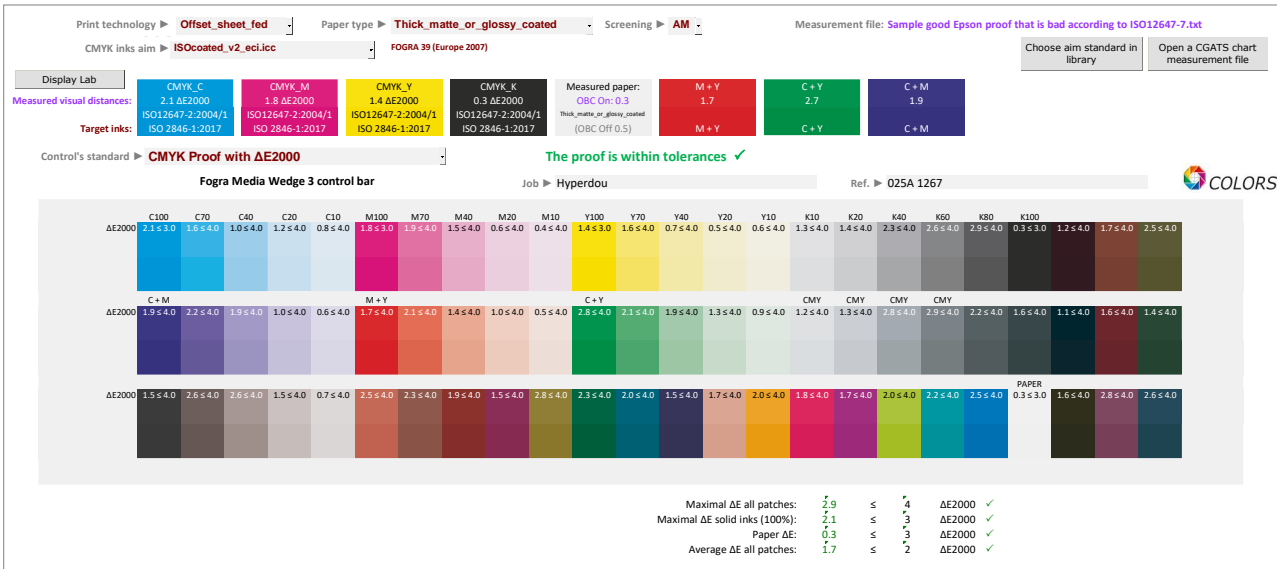 Print technology ▶ Offset_sheet_fed Paper type ▶ Thick_matte_or_glossy_coated Screening ▶ AM Measurement file: Sample good Epson proof that is bad according to ISO12647-7.txt
CMYK inks aim ▶ ISOcoated_v2_eci.icc FOGRA 39 (Europe 2007)
Choose aim standard in library
Open a CGATS chart measurement file
Display Lab
CMYK_C CMYK_M CMYK_Y CMYK_K Measured paper: M + Y C + Y C + M
Measured visual distances: 2.1 ΔE2000 1.8 ΔE2000 1.4 ΔE2000 0.3 ΔE2000 OBC On: 0.3 1.7 2.7 1.9
ISO12647-2:2004/1 ISO12647-2:2004/1 ISO12647-2:2004/1 ISO12647-2:2004/1 Thick_matte_or_glossy_coated
Target inks: ISO 2846-1:2017 ISO 2846-1:2017 ISO 2846-1:2017 ISO 2846-1:2017 (OBC Off 0.5) M + Y C + Y C + M
Control's standard ▶ CMYK Proof with ΔE2000 The proof is within tolerances ✓
Fogra Media Wedge 3 control bar Job ▶ Hyperdou Ref. ▶ 025A 1267
COLORS
C100 C70 C40 C20 C10 M100 M70 M40 M20 M10 Y100 Y70 Y40 Y20 Y10 K10 K20 K40 K60 K80 K100
ΔE2000 2.1 ≤ 3.0 1.6 ≤ 4.0 1.0 ≤ 4.0 1.2 ≤ 4.0 0.8 ≤ 4.0 1.8 ≤ 3.0 1.9 ≤ 4.0 1.5 ≤ 4.0 0.6 ≤ 4.0 0.4 ≤ 4.0 1.4 ≤ 3.0 1.6 ≤ 4.0 0.7 ≤ 4.0 0.5 ≤ 4.0 0.6 ≤ 4.0 1.3 ≤ 4.0 1.4 ≤ 4.0 2.3 ≤ 4.0 2.6 ≤ 4.0 2.9 ≤ 4.0 0.3 ≤ 3.0 1.2 ≤ 4.0 1.7 ≤ 4.0 2.5 ≤ 4.0
C + M M + Y C + Y CMY CMY CMY CMY
ΔE2000 1.9 ≤ 4.0 2.2 ≤ 4.0 1.9 ≤ 4.0 1.0 ≤ 4.0 0.6 ≤ 4.0 1.7 ≤ 4.0 2.1 ≤ 4.0 1.4 ≤ 4.0 1.0 ≤ 4.0 0.5 ≤ 4.0 2.8 ≤ 4.0 2.1 ≤ 4.0 1.9 ≤ 4.0 1.3 ≤ 4.0 0.9 ≤ 4.0 1.2 ≤ 4.0 1.3 ≤ 4.0 2.8 ≤ 4.0 2.9 ≤ 4.0 2.2 ≤ 4.0 1.6 ≤ 4.0 1.1 ≤ 4.0 1.6 ≤ 4.0 1.4 ≤ 4.0
PAPER
ΔE2000 1.5 ≤ 4.0 2.6 ≤ 4.0 2.6 ≤ 4.0 1.5 ≤ 4.0 0.7 ≤ 4.0 2.5 ≤ 4.0 2.3 ≤ 4.0 1.9 ≤ 4.0 1.5 ≤ 4.0 2.8 ≤ 4.0 2.3 ≤ 4.0 2.0 ≤ 4.0 1.5 ≤ 4.0 1.7 ≤ 4.0 2.0 ≤ 4.0 1.8 ≤ 4.0 1.7 ≤ 4.0 2.0 ≤ 4.0 2.2 ≤ 4.0 2.5 ≤ 4.0 0.3 ≤ 3.0 1.6 ≤ 4.0 2.8 ≤ 4.0 2.6 ≤ 4.0
Maximal ΔE all patches: 2.9 ≤ 4 ΔE2000 ✓
Maximal ΔE solid inks (100%): 2.1 ≤ 3 ΔE2000 ✓
Paper ΔE: 0.3 ≤ 3 ΔE2000 ✓
Average ΔE all patches: 1.7 ≤ 2 ΔE2000 ✓